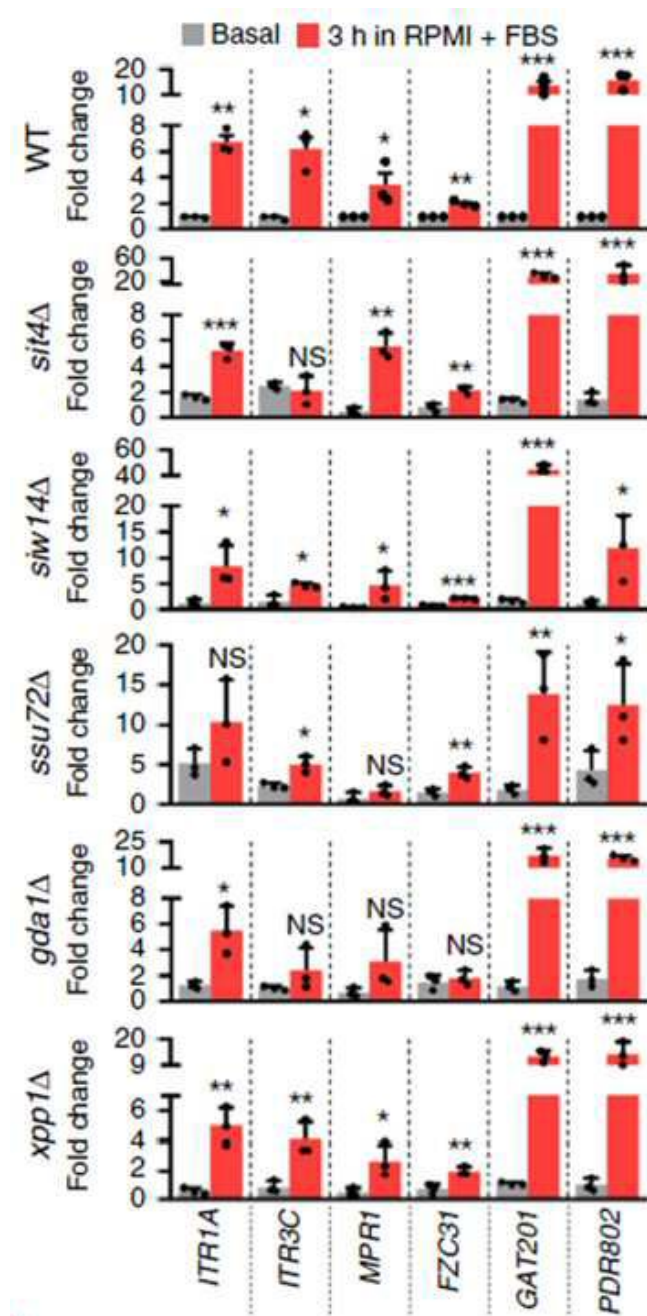 Basal 3 h in RPMI + FBS
WT
Fold change
20
10
8
6
4
2
0
** * * ** *** ***
sit4Δ
Fold change
60
20
8
6
4
2
0
*** NS ** ** *** ***
siw14Δ
Fold change
60
40
20
15
10
5
0
* * * *** *** *
ssu72Δ
Fold change
20
15
10
5
0
NS * NS ** ** *
gda1Δ
Fold change
25
10
8
6
4
2
0
* NS NS NS *** ***
xpp1Δ
Fold change
20
9
6
4
2
0
** ** * ** *** ***
ITR1A
ITR3C
MPR1
FZC31
GAT201
PDR802